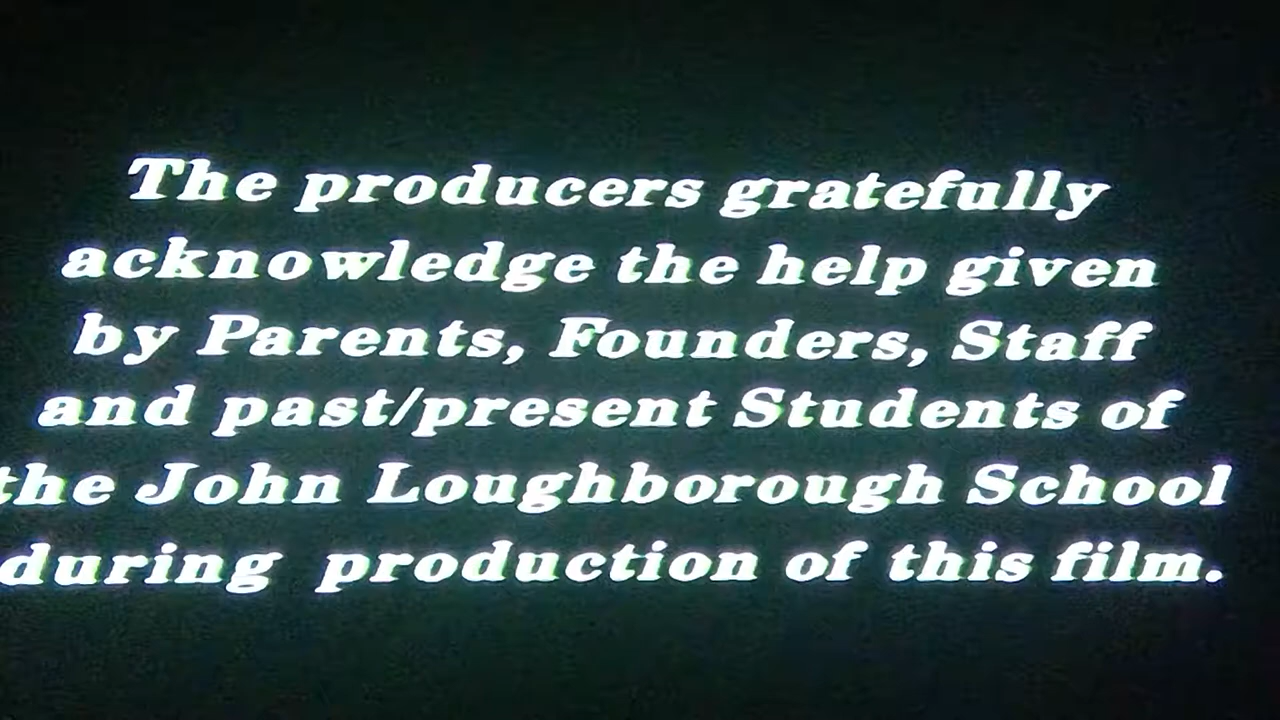 The producers gratefully
acknowledge the help given
by Parents, Founders, Staff
and past/present Students of
the John Loughborough School
during production of this film.